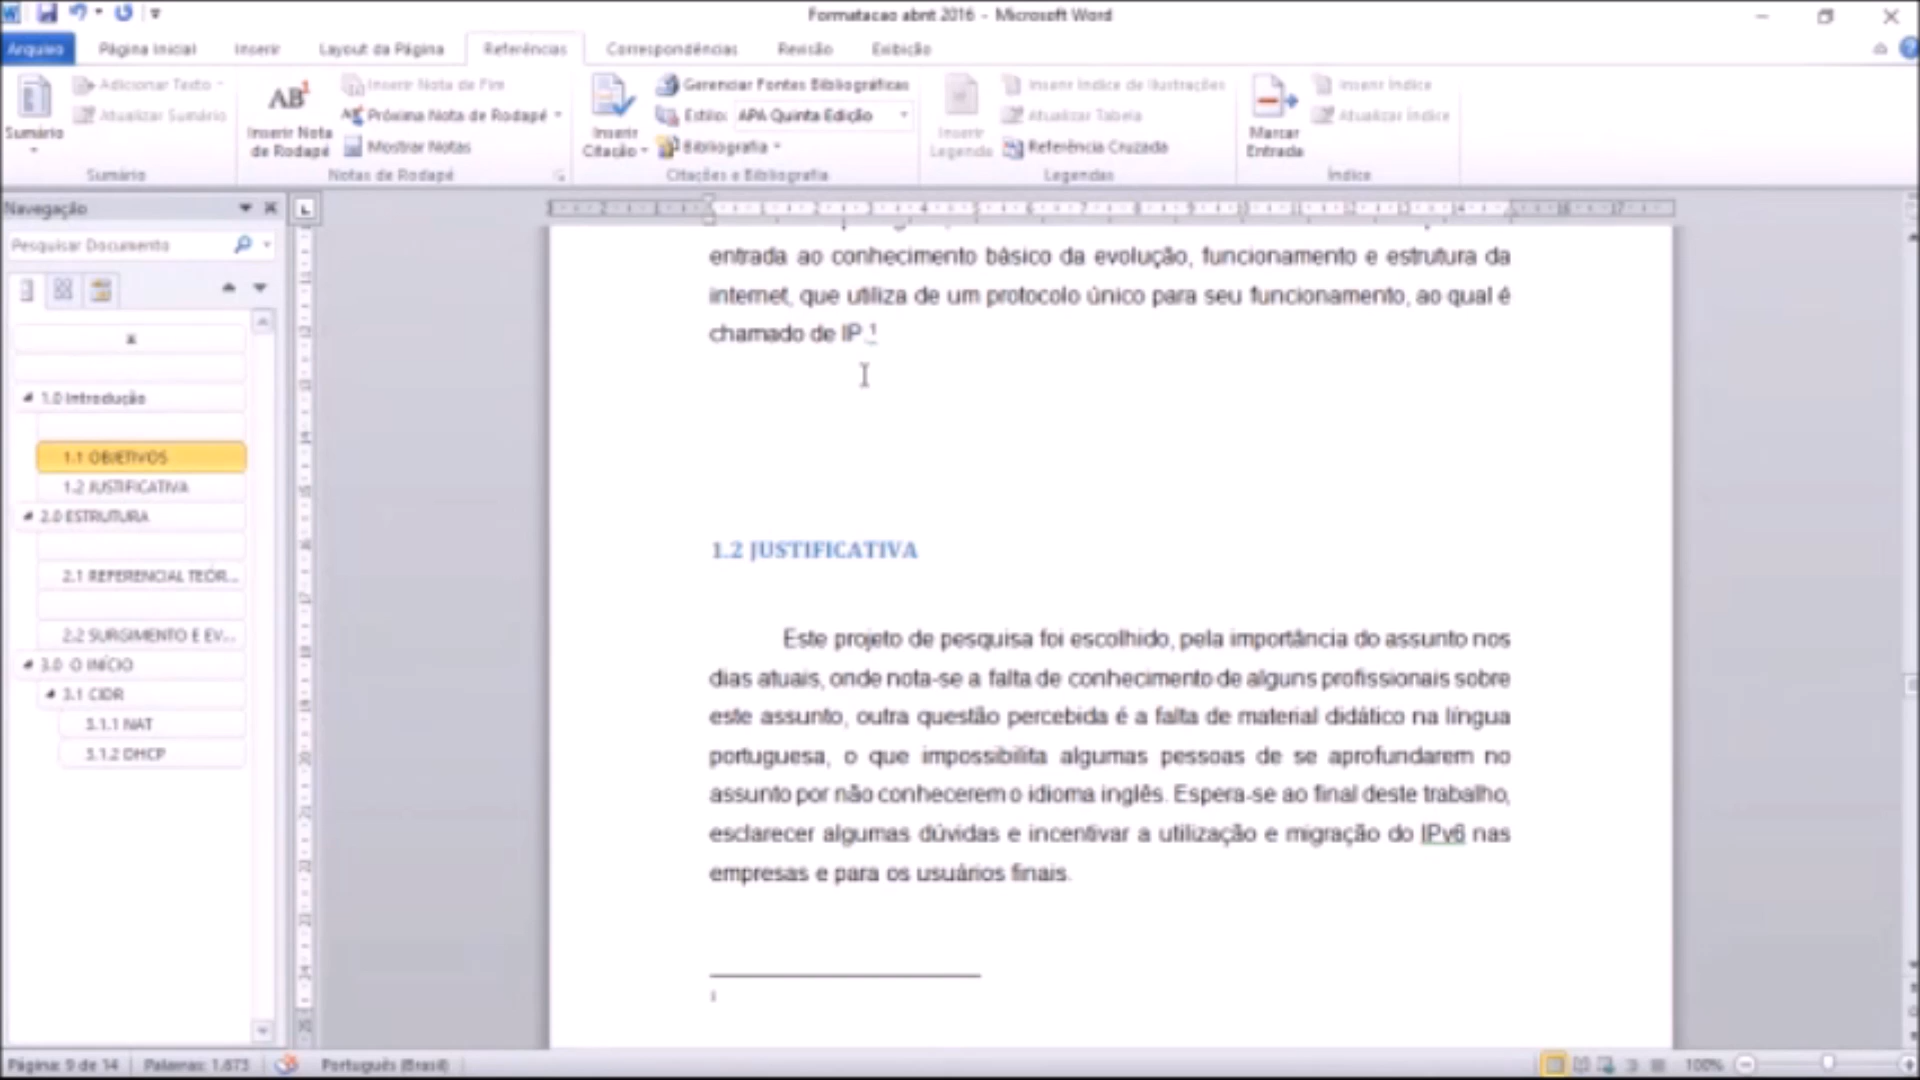 Formatacao abnt 2016 - Microsoft Word
Arquivo Página Inicial Inserir Layout da Página Referências Correspondências Revisão Exibição
Adicionar Texto
Atualizar Sumário
Sumário
Sumário
AB¹
Inserir Nota
de Rodapé
Inserir Nota de Fim
Próxima Nota de Rodapé
Mostrar Notas
Notas de Rodapé
Inserir
Citação
Gerenciar Fontes Bibliográficas
Estilo: APA Quinta Edição
Bibliografia
Citações e Bibliografia
Inserir
Legenda
Inserir Índice de Ilustrações
Atualizar Tabela
Referência Cruzada
Legendas
Marcar
Entrada
Inserir Índice
Atualizar Índice
Índice
Navegação
Pesquisar Documento
x
1.0 Introdução
1.1 OBJETIVOS
1.2 JUSTIFICATIVA
2.0 ESTRUTURA
2.1 REFERENCIAL TEÓR...
2.2 SURGIMENTO E EV...
3.0 O INÍCIO
3.1 CIDR
3.1.1 NAT
3.1.2 DHCP
entrada ao conhecimento básico da evolução, funcionamento e estrutura da
internet, que utiliza de um protocolo único para seu funcionamento, ao qual é
chamado de IP.¹
1.2 JUSTIFICATIVA
Este projeto de pesquisa foi escolhido, pela importância do assunto nos
dias atuais, onde nota-se a falta de conhecimento de alguns profissionais sobre
este assunto, outra questão percebida é a falta de material didático na língua
portuguesa, o que impossibilita algumas pessoas de se aprofundarem no
assunto por não conhecerem o idioma inglês. Espera-se ao final deste trabalho,
esclarecer algumas dúvidas e incentivar a utilização e migração do IPv6 nas
empresas e para os usuários finais.
1
Página: 9 de 14 Palavras: 1.673 Português (Brasil) 100%